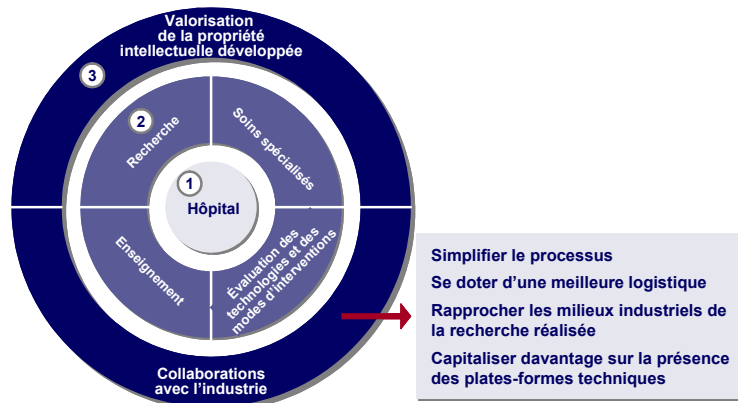 Valorisation
de la propriété
intellectuelle développée
3
2
Recherche
Soins spécialisés
1
Hôpital
Enseignement
Évaluation des
technologies et des
modes d'interventions
Collaborations
avec l'industrie
Simplifier le processus
Se doter d'une meilleure logistique
Rapprocher les milieux industriels de
la recherche réalisée
Capitaliser davantage sur la présence
des plates-formes techniques